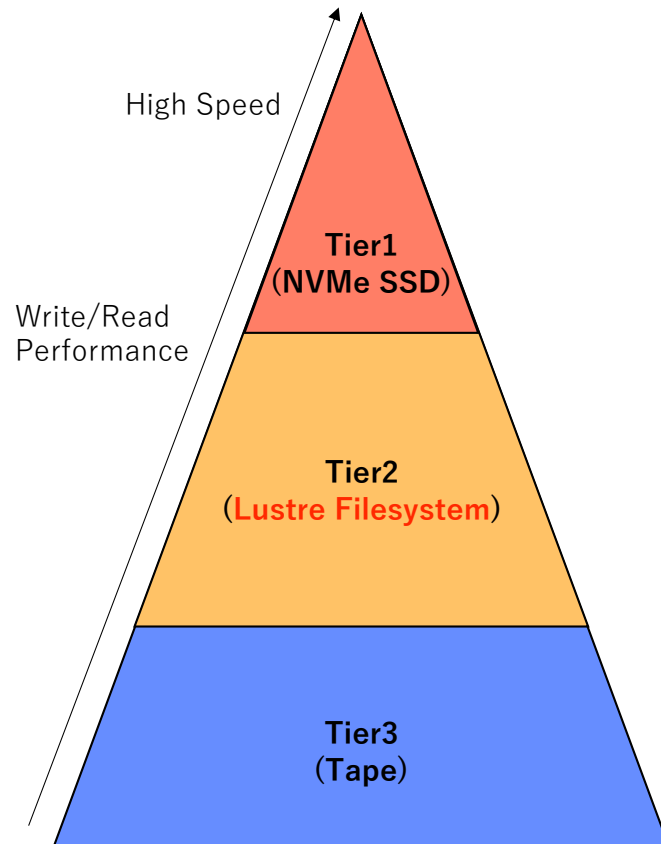 High Speed
Tier1
(NVMe SSD)
Write/Read
Performance
Tier2
(Lustre Filesystem)
Tier3
(Tape)